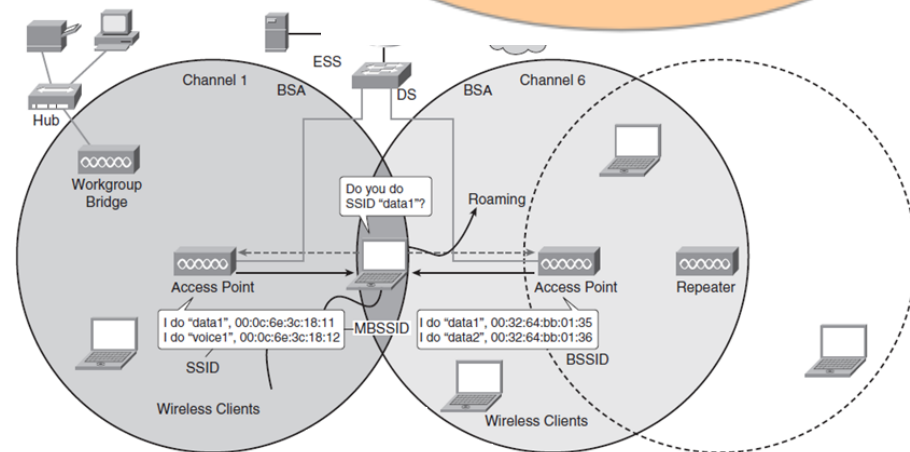 ESS
Channel 1
BSA
DS
BSA
Channel 6
Hub
Workgroup
Bridge
Do you do
SSID “data1”?
Roaming
Access Point
Access Point
Repeater
I do “data1”, 00:0c:6e:3c:18:11
I do “voice1”, 00:0c:6e:3c:18:12
MBSSID
I do “data1”, 00:32:64:bb:01:35
I do “data2”, 00:32:64:bb:01:36
SSID
BSSID
Wireless Clients
Wireless Clients